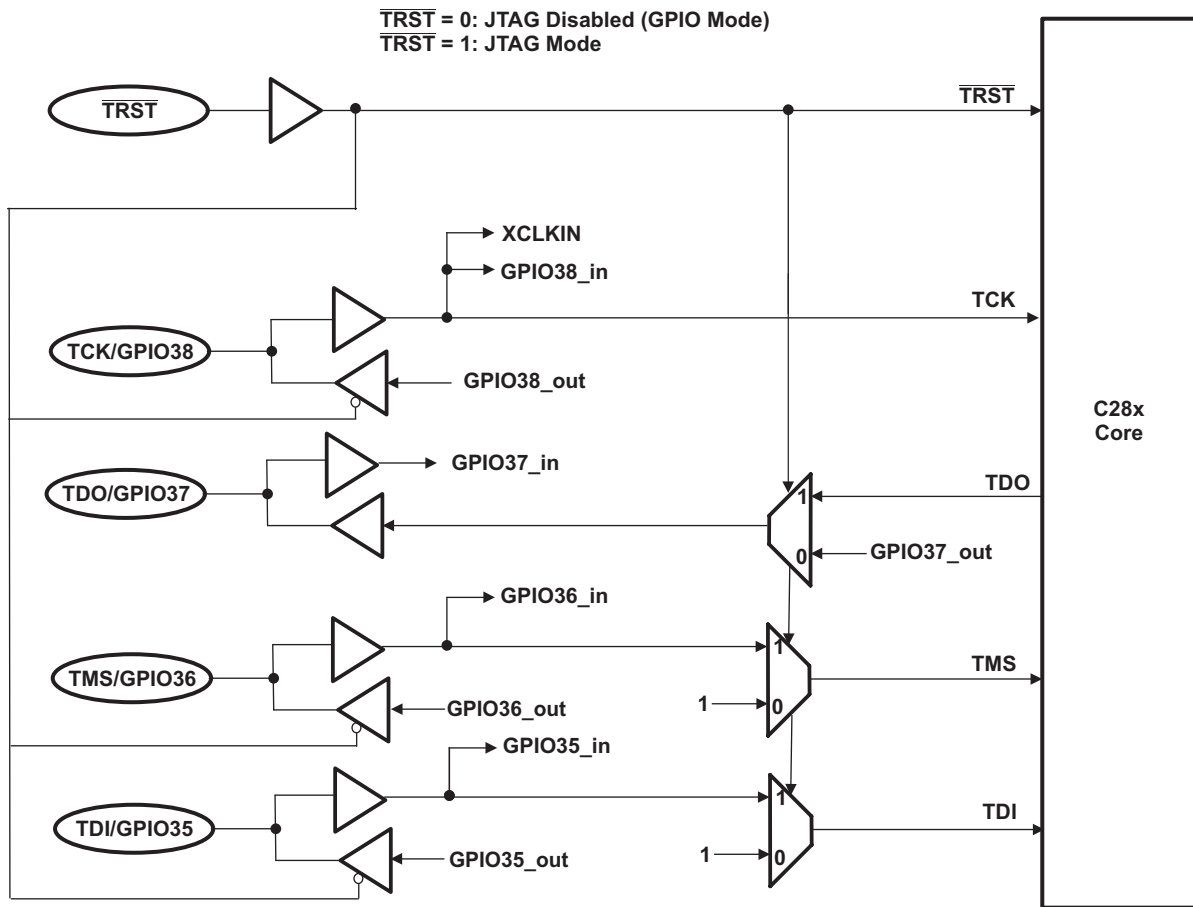 TRST = 0: JTAG Disabled (GPIO Mode)
TRST = 1: JTAG Mode
TRST
TRST
XCLKIN
GPIO38_in
TCK
TCK/GPIO38
GPIO38_out
C28x
Core
GPIO37_in
TDO/GPIO37
1
TDO
0
GPIO37_out
GPIO36_in
1
TMS/GPIO36
TMS
GPIO36_out
1
0
GPIO35_in
1
TDI/GPIO35
TDI
GPIO35_out
1
0